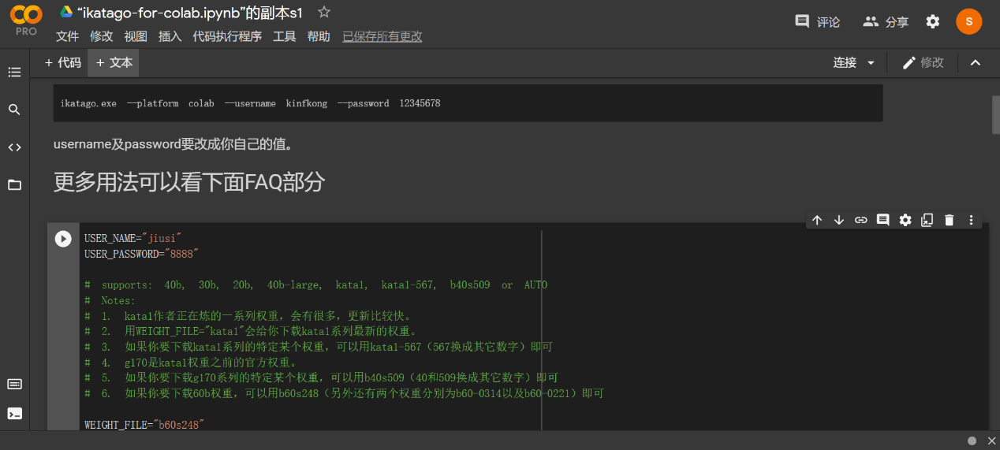 “ikatago-for-colab.ipynb”的副本s1
PRO
文件 修改 视图 插入 代码执行程序 工具 帮助 已保存所有更改
评论 分享 S
+ 代码 + 文本 连接 修改
ikatago.exe --platform colab --username kinfkong --password 12345678
username及password要改成你自己的值。
更多用法可以看下面FAQ部分
USER_NAME="jiusi"
USER_PASSWORD="8888"
# supports: 40b, 30b, 20b, 40b-large, kata1, kata1-567, b40s509 or AUTO
# Notes:
# 1. kata1作者正在炼的一系列权重，会有很多，更新比较快。
# 2. 用WEIGHT_FILE="kata1"会给你下载kata1系列最新的权重。
# 3. 如果你要下载kata1系列的特定某个权重，可以用kata1-567（567换成其它数字）即可
# 4. g170是kata1权重之前的官方权重。
# 5. 如果你要下载g170系列的特定某个权重，可以用b40s509（40和509换成其它数字）即可
# 6. 如果你要下载60b权重，可以用b60s248（另外还有两个权重分别为b60-0314以及b60-0221）即可
WEIGHT_FILE="b60s248"